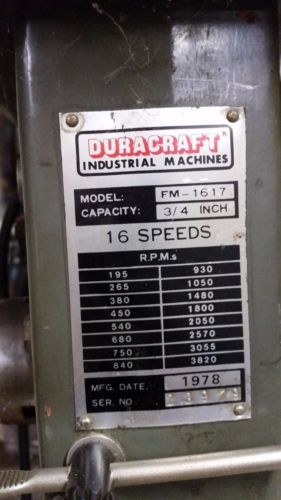 DURACRAFT
INDUSTRIAL MACHINES
MODEL: FM-1617
CAPACITY: 3/4 INCH
16 SPEEDS
R.P.M.s
195 930
265 1050
380 1480
450 1800
540 2050
680 2570
750 3055
840 3820
MFG. DATE. 1978
SER. NO